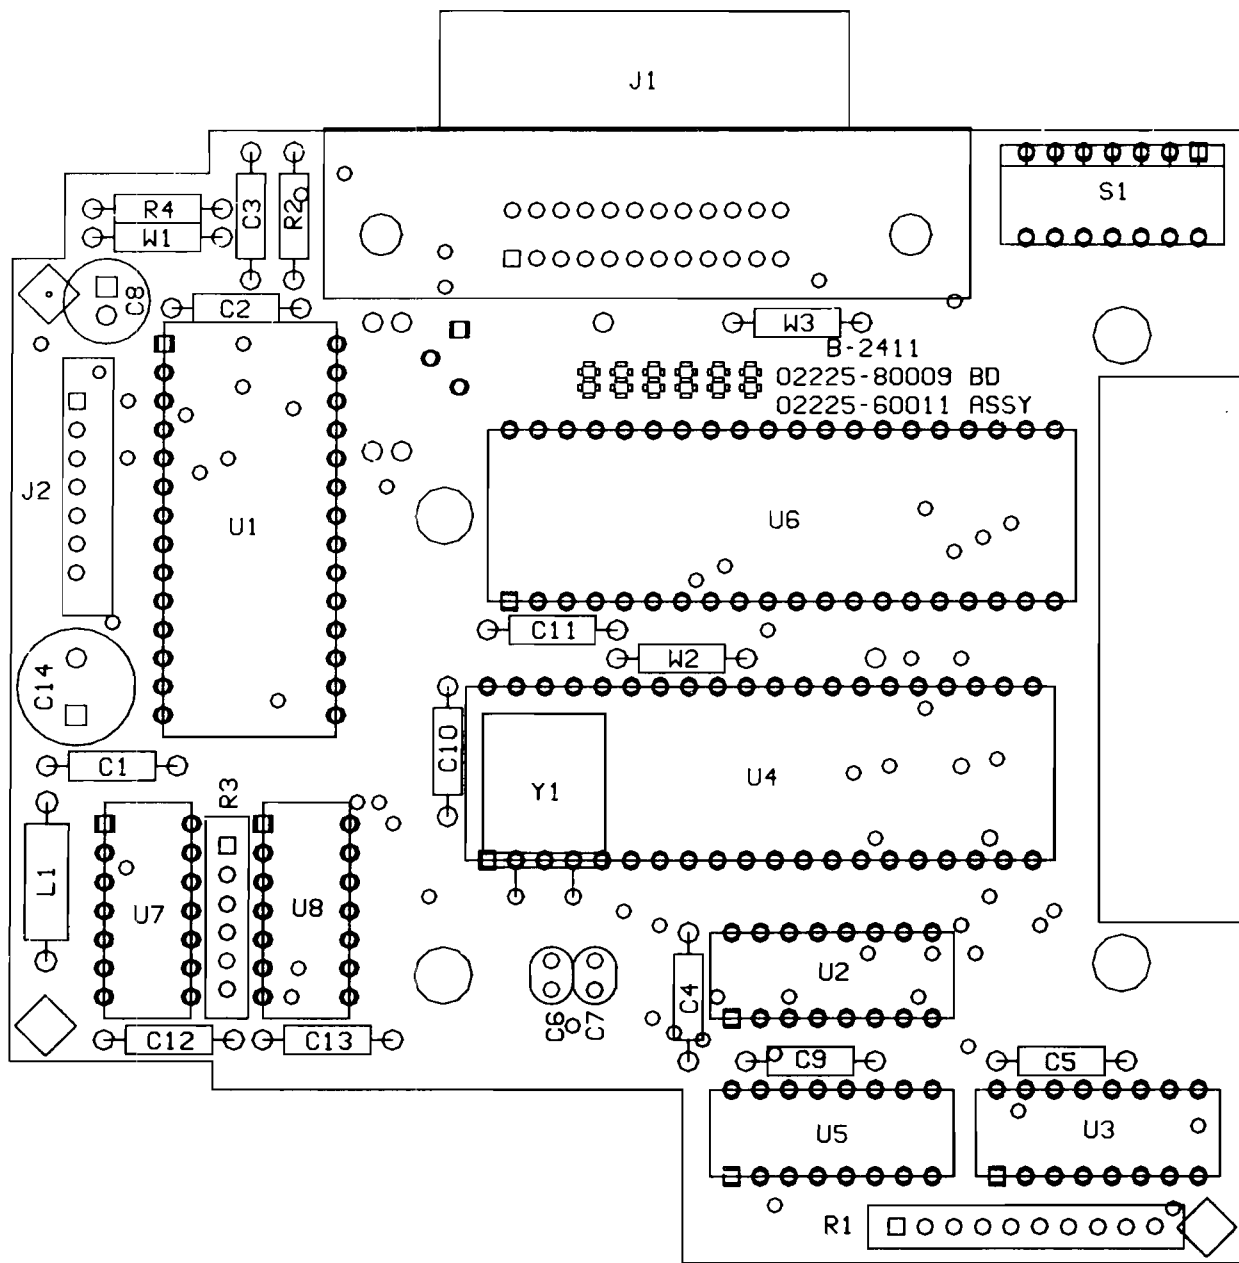 J1
S1
R4
W1
C3
R2
C8
C2
W3
B-2411
02225-80009 BD
02225-60011 ASSY
J2
U1
U6
C11
W2
C14
C10
C1
U4
Y1
R3
L1
U7
U8
U2
C4
C6
C7
C12
C13
C9
C5
U5
U3
R1